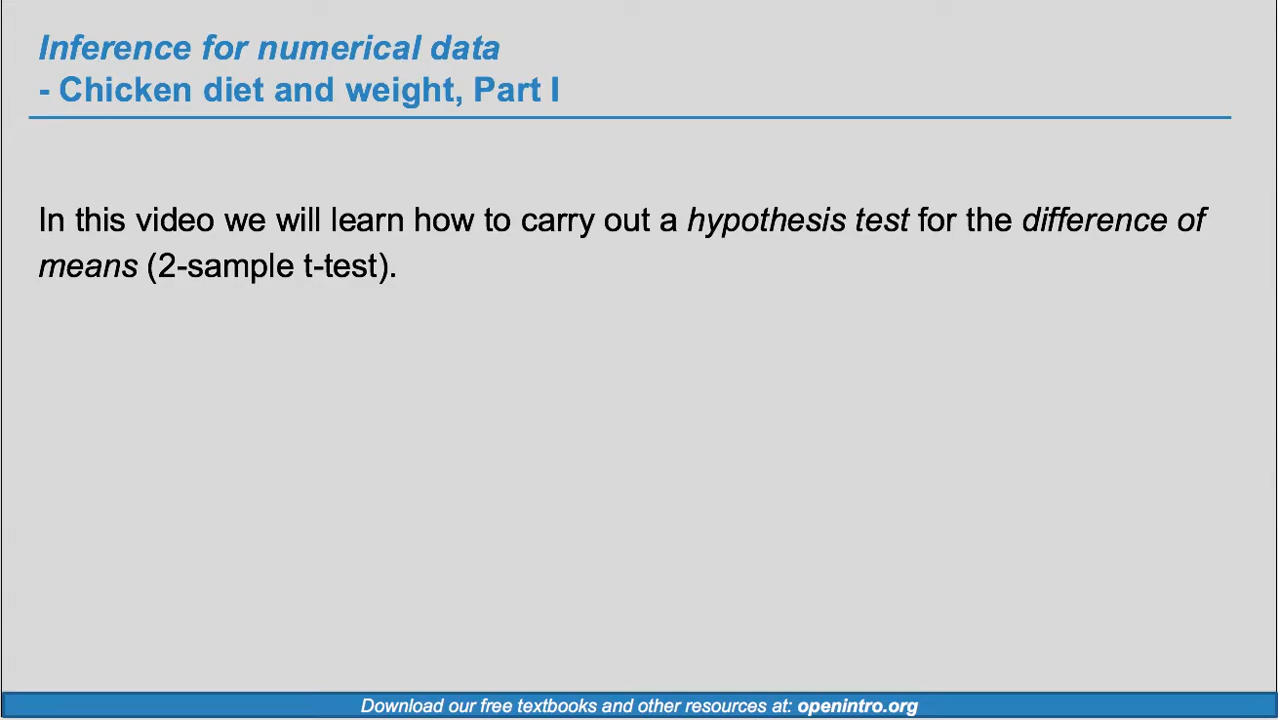 Inference for numerical data
- Chicken diet and weight, Part I
In this video we will learn how to carry out a hypothesis test for the difference of
means (2-sample t-test).
Download our free textbooks and other resources at: openintro.org